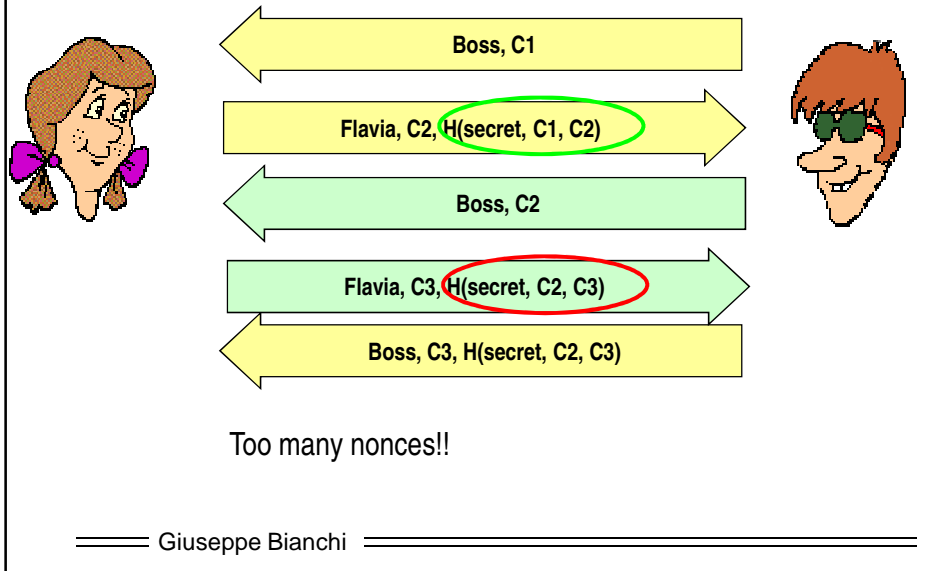 Boss, C1
Flavia, C2, H(secret, C1, C2)
Boss, C2
Flavia, C3, H(secret, C2, C3)
Boss, C3, H(secret, C2, C3)
Too many nonces!!
Giuseppe Bianchi